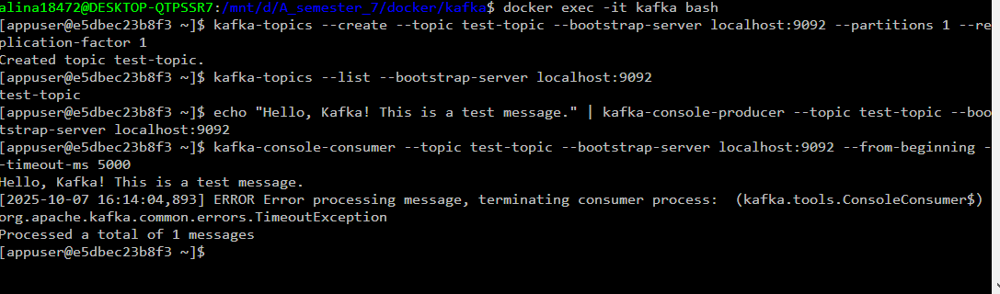 alina18472@DESKTOP-QTPSSR7:/mnt/d/A_semester_7/docker/kafka$ docker exec -it kafka bash
[appuser@e5dbec23b8f3 ~]$ kafka-topics --create --topic test-topic --bootstrap-server localhost:9092 --partitions 1 --re
plication-factor 1
Created topic test-topic.
[appuser@e5dbec23b8f3 ~]$ kafka-topics --list --bootstrap-server localhost:9092
test-topic
[appuser@e5dbec23b8f3 ~]$ echo "Hello, Kafka! This is a test message." | kafka-console-producer --topic test-topic --boo
tstrap-server localhost:9092
[appuser@e5dbec23b8f3 ~]$ kafka-console-consumer --topic test-topic --bootstrap-server localhost:9092 --from-beginning -
-timeout-ms 5000
Hello, Kafka! This is a test message.
[2025-10-07 16:14:04,893] ERROR Error processing message, terminating consumer process:  (kafka.tools.ConsoleConsumer$)
org.apache.kafka.common.errors.TimeoutException
Processed a total of 1 messages
[appuser@e5dbec23b8f3 ~]$